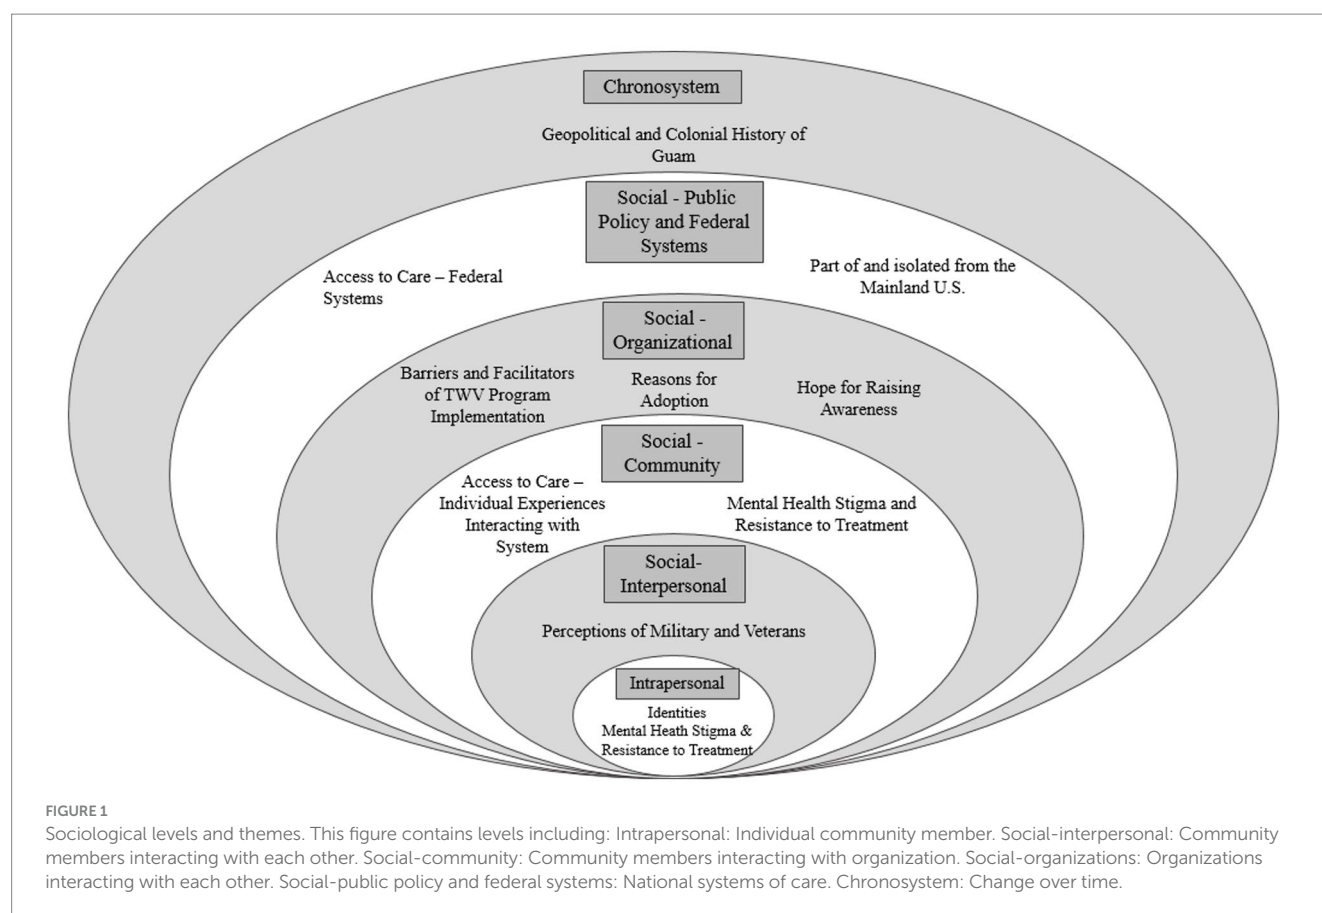 Chronosystem
Geopolitical and Colonial History of
Guam
Social - Public
Policy and Federal
Systems
Access to Care – Federal
Systems
Part of and isolated from the
Mainland U.S.
Social -
Organizational
Barriers and Facilitators
of TWV Program
Implementation
Reasons for
Adoption
Hope for Raising
Awareness
Social -
Community
Access to Care –
Individual Experiences
Interacting with
System
Mental Health Stigma and
Resistance to Treatment
Social-
Interpersonal
Perceptions of Military and Veterans
Intrapersonal
Identities
Mental Heath Stigma &
Resistance to Treatment
FIGURE 1
Sociological levels and themes. This figure contains levels including: Intrapersonal: Individual community member. Social-interpersonal: Community
members interacting with each other. Social-community: Community members interacting with organization. Social-organizations: Organizations
interacting with each other. Social-public policy and federal systems: National systems of care. Chronosystem: Change over time.